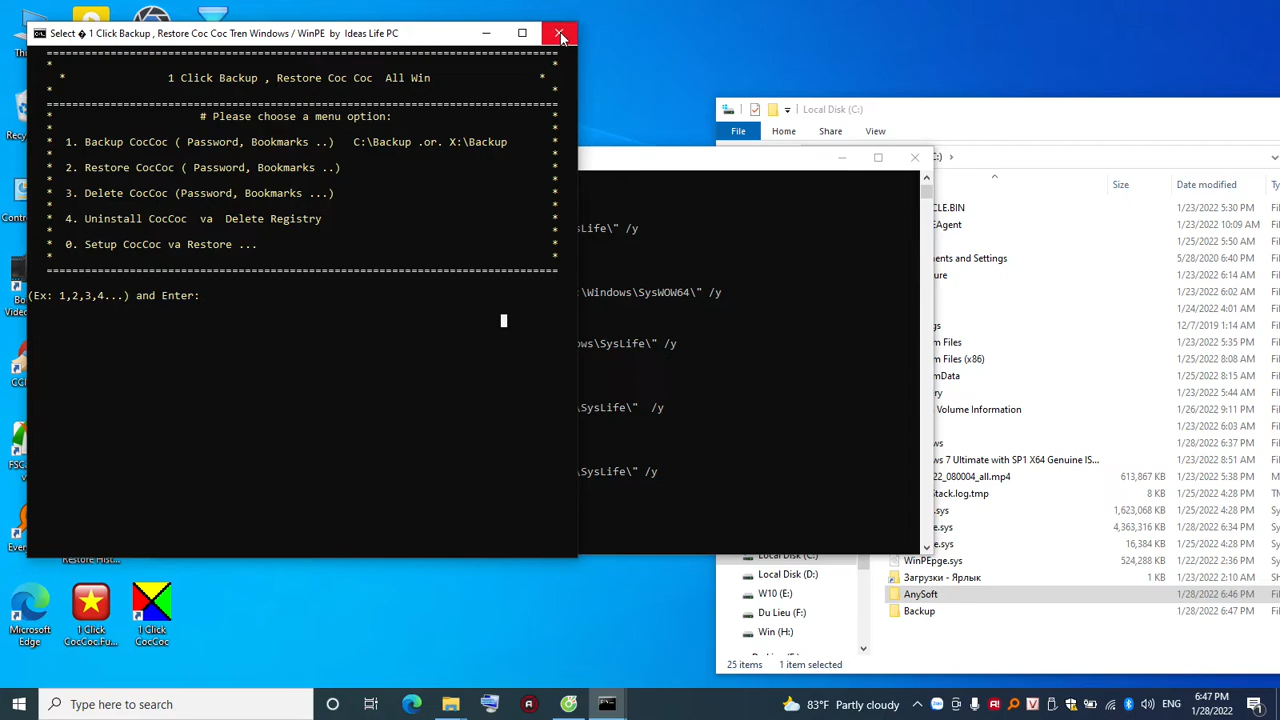 Select � 1 Click Backup , Restore Coc Coc Tren Windows / WinPE by Ideas Life PC
===============================================================================
* *
* 1 Click Backup , Restore Coc Coc All Win *
* *
===============================================================================
* # Please choose a menu option: *
* *
* 1. Backup CocCoc ( Password, Bookmarks ..) C:\Backup .or. X:\Backup *
* *
* 2. Restore CocCoc ( Password, Bookmarks ..) *
* *
* 3. Delete CocCoc (Password, Bookmarks ...) *
* *
* 4. Uninstall CocCoc va Delete Registry *
* *
* 0. Setup CocCoc va Restore ... *
* *
===============================================================================
(Ex: 1,2,3,4...) and Enter:
\" /y
:\Windows\SysWOW64\" /y
\SysLife\" /y
\SysLife\" /y
\SysLife\" /y
Local Disk (C:)
File Home Share View
Size Date modified
CLE.BIN 1/23/2022 5:30 PM
EAgent 1/23/2022 10:09 AM
1/25/2022 5:50 AM
ments and Settings 5/28/2020 6:40 PM
1/23/2022 6:14 AM
1/23/2022 6:02 AM
1/24/2022 6:01 AM
12/7/2019 1:14 AM
m Files 1/23/2022 5:35 PM
m Files (x86) 1/25/2022 8:08 AM
mData 1/25/2022 8:15 AM
1/23/2022 5:44 AM
Volume Information 1/26/2022 9:11 PM
1/23/2022 6:03 AM
1/28/2022 6:37 PM
s 7 Ultimate with SP1 X64 Genuine IS... 1/23/2022 8:51 AM
22_080004_all.mp4 613,867 KB 1/25/2022 5:38 PM
Stack.log.tmp 8 KB 1/25/2022 4:28 PM
.sys 1,623,068 KB 1/25/2022 4:28 PM
e.sys 4,363,316 KB 1/28/2022 6:34 PM
e.sys 16,384 KB 1/25/2022 4:28 PM
WinPEpge.sys 524,288 KB 1/22/2022 2:36 PM
Загрузки - Ярлык 1 KB 1/23/2022 2:10 AM
AnySoft 1/28/2022 6:46 PM
Backup 1/28/2022 6:47 PM
Local Disk (C:)
Local Disk (D:)
W10 (E:)
Du Lieu (F:)
Win (H:)
25 items 1 item selected
Microsoft
Edge
1 Click
CocCoc.Fu...
1 Click
CocCoc
Type here to search
83°F Partly cloudy
6:47 PM
1/28/2022